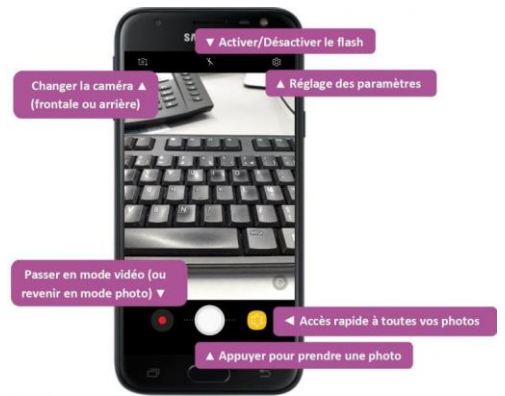 ▼ Activer/Désactiver le flash
Changer la caméra ▲
(frontale ou arrière)
▲ Réglage des paramètres
Passer en mode vidéo (ou
revenir en mode photo) ▼
◄ Accès rapide à toutes vos photos
▲ Appuyer pour prendre une photo